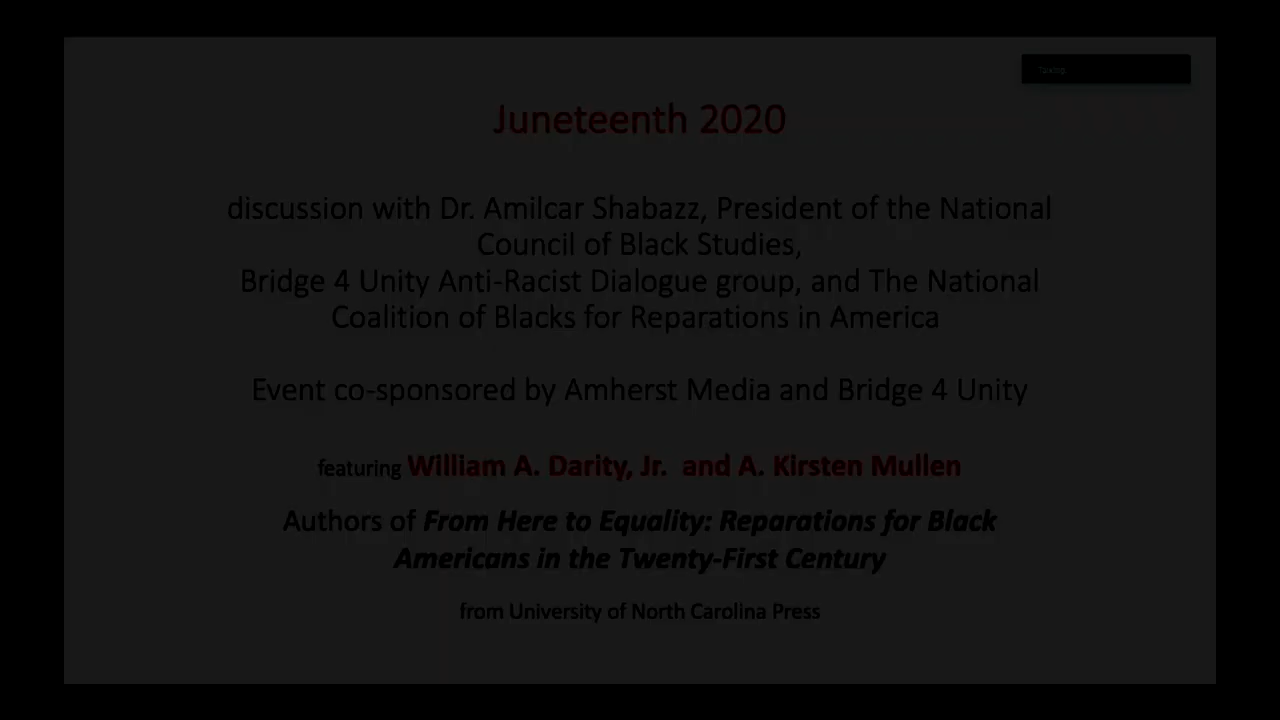 Juneteenth 2020
discussion with Dr. Amilcar Shabazz, President of the National
Council of Black Studies,
Bridge 4 Unity Anti-Racist Dialogue group, and The National
Coalition of Blacks for Reparations in America
Event co-sponsored by Amherst Media and Bridge 4 Unity
featuring William A. Darity, Jr. and A. Kirsten Mullen
Authors of From Here to Equality: Reparations for Black
Americans in the Twenty-First Century
from University of North Carolina Press